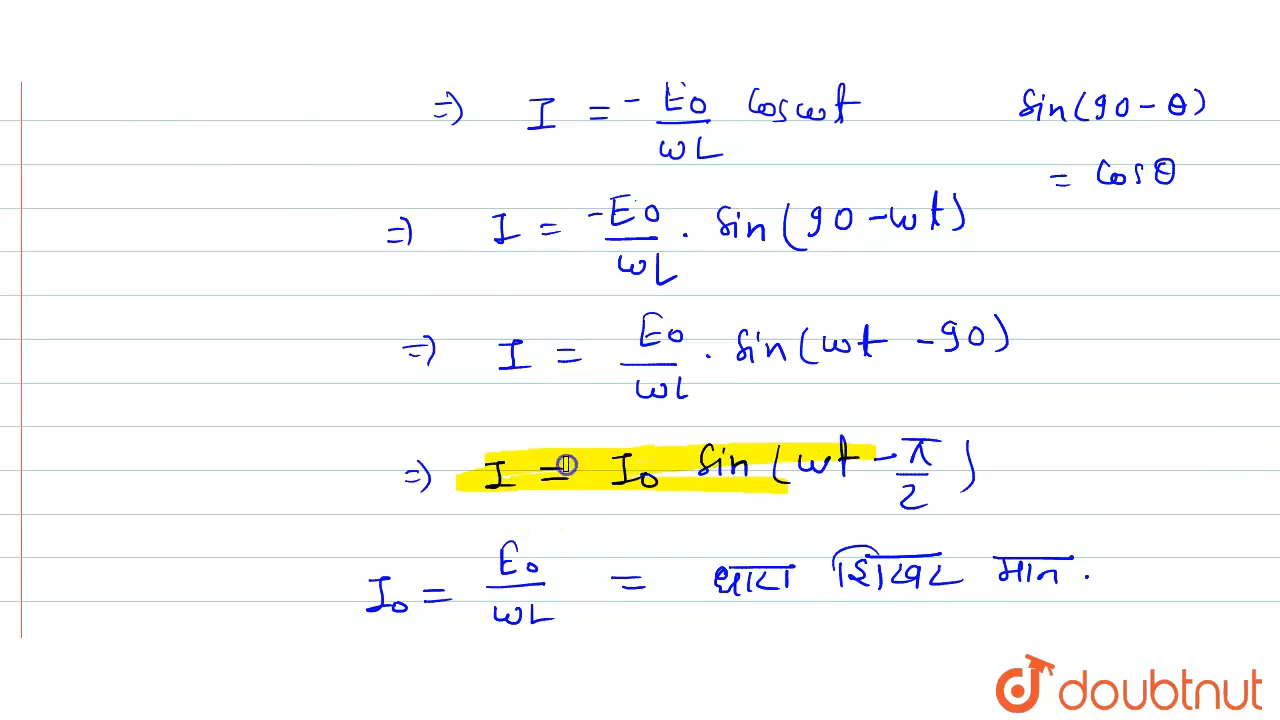 ⇒ I = - E0/ωL cosωt
sin(90 - θ)
= cosθ
⇒ I = -E0/ωL . sin(90 - ωt)
⇒ I = E0/ωL . sin(ωt - 90)
⇒ I = I0 sin(ωt - π/2)
I0 = E0/ωL = धारा शिखर मान .
doubtnut